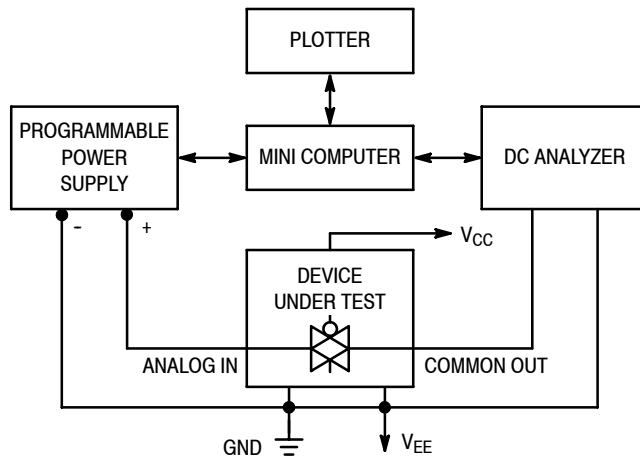 PLOTTER
PROGRAMMABLE
POWER
SUPPLY
MINI COMPUTER
DC ANALYZER
- +
VCC
DEVICE
UNDER TEST
ANALOG IN
COMMON OUT
GND
VEE